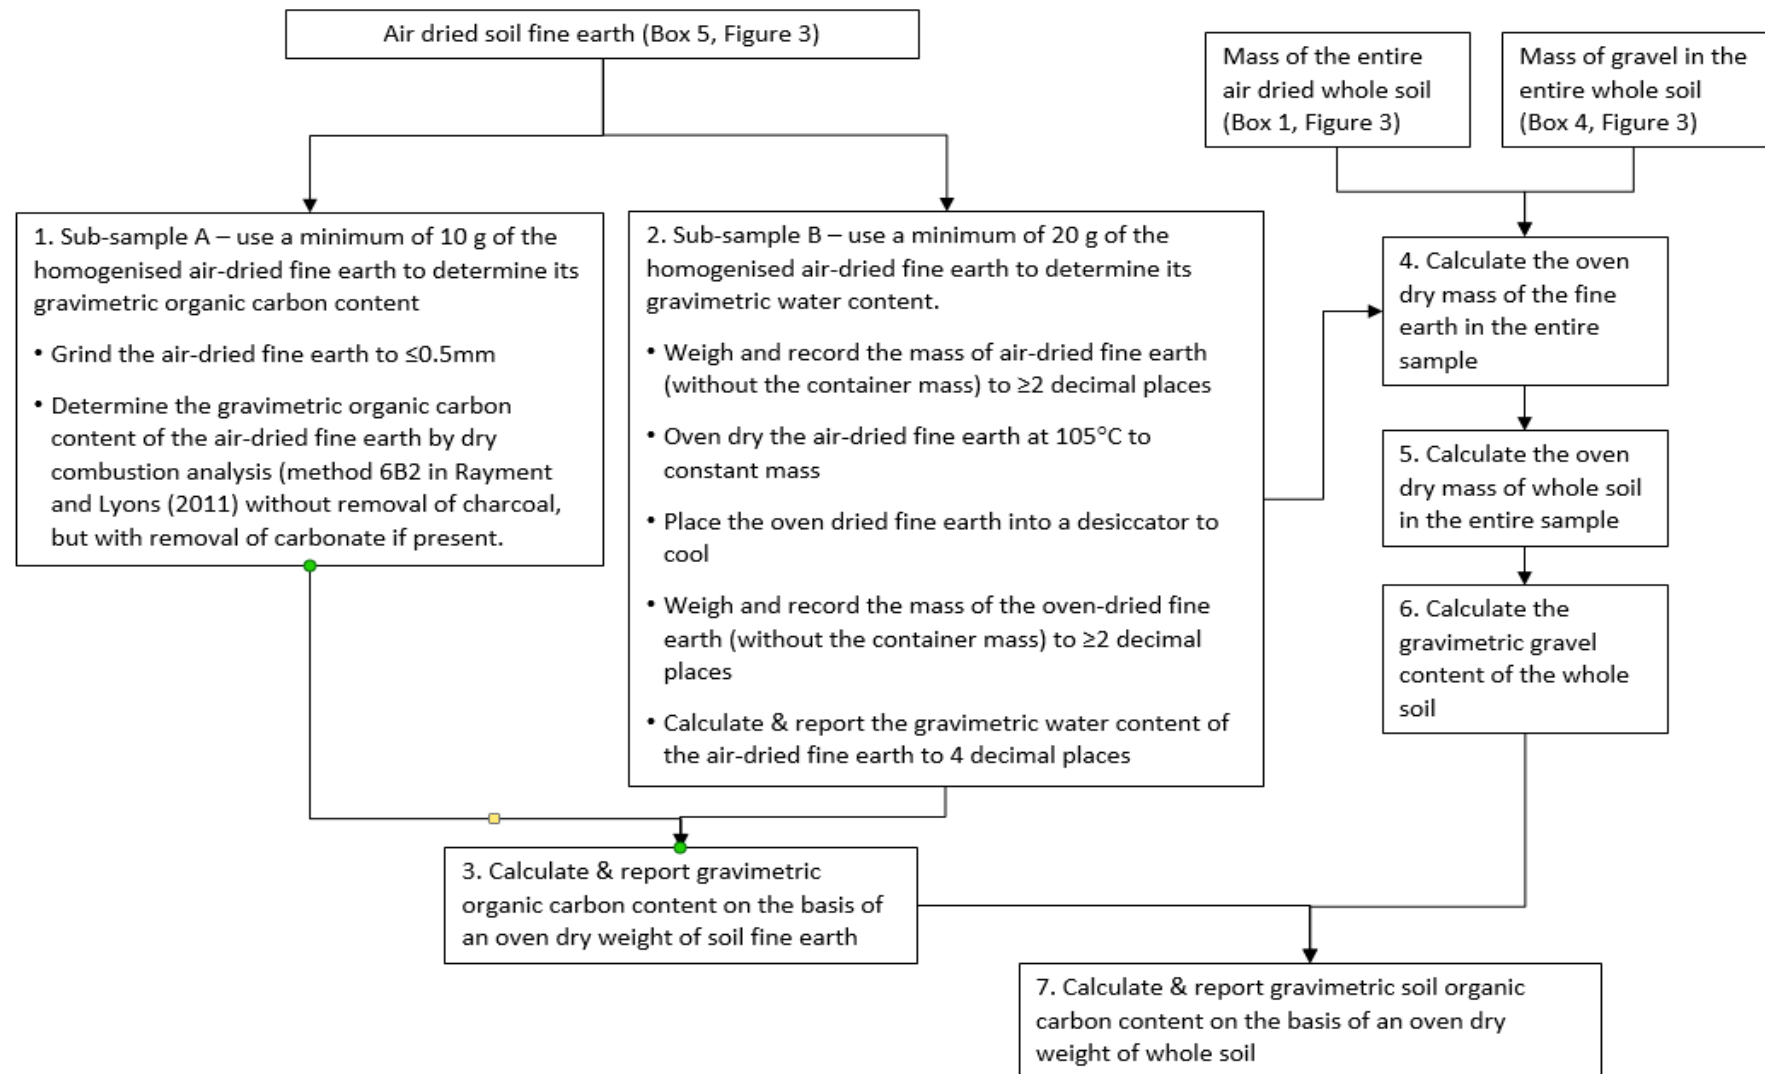 Air dried soil fine earth (Box 5, Figure 3)
Mass of the entire
air dried whole soil
(Box 1, Figure 3)
Mass of gravel in the
entire whole soil
(Box 4, Figure 3)
1. Sub-sample A – use a minimum of 10 g of the
homogenised air-dried fine earth to determine its
gravimetric organic carbon content
• Grind the air-dried fine earth to ≤0.5mm
• Determine the gravimetric organic carbon
content of the air-dried fine earth by dry
combustion analysis (method 6B2 in Rayment
and Lyons (2011) without removal of charcoal,
but with removal of carbonate if present.
2. Sub-sample B – use a minimum of 20 g of the
homogenised air-dried fine earth to determine its
gravimetric water content.
• Weigh and record the mass of air-dried fine earth
(without the container mass) to ≥2 decimal places
• Oven dry the air-dried fine earth at 105°C to
constant mass
• Place the oven dried fine earth into a desiccator to
cool
• Weigh and record the mass of the oven-dried fine
earth (without the container mass) to ≥2 decimal
places
• Calculate & report the gravimetric water content of
the air-dried fine earth to 4 decimal places
4. Calculate the oven
dry mass of the fine
earth in the entire
sample
5. Calculate the oven
dry mass of whole soil
in the entire sample
6. Calculate the
gravimetric gravel
content of the whole
soil
3. Calculate & report gravimetric
organic carbon content on the basis of
an oven dry weight of soil fine earth
7. Calculate & report gravimetric soil organic
carbon content on the basis of an oven dry
weight of whole soil